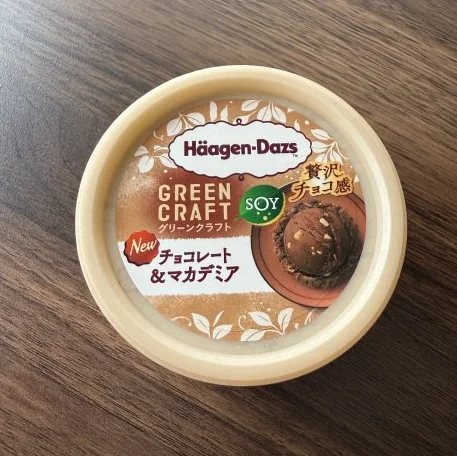 Häagen-Dazs™
GREEN
CRAFT
グリーンクラフト
SOY
贅沢
チョコ感
New
チョコレート
&マカデミア